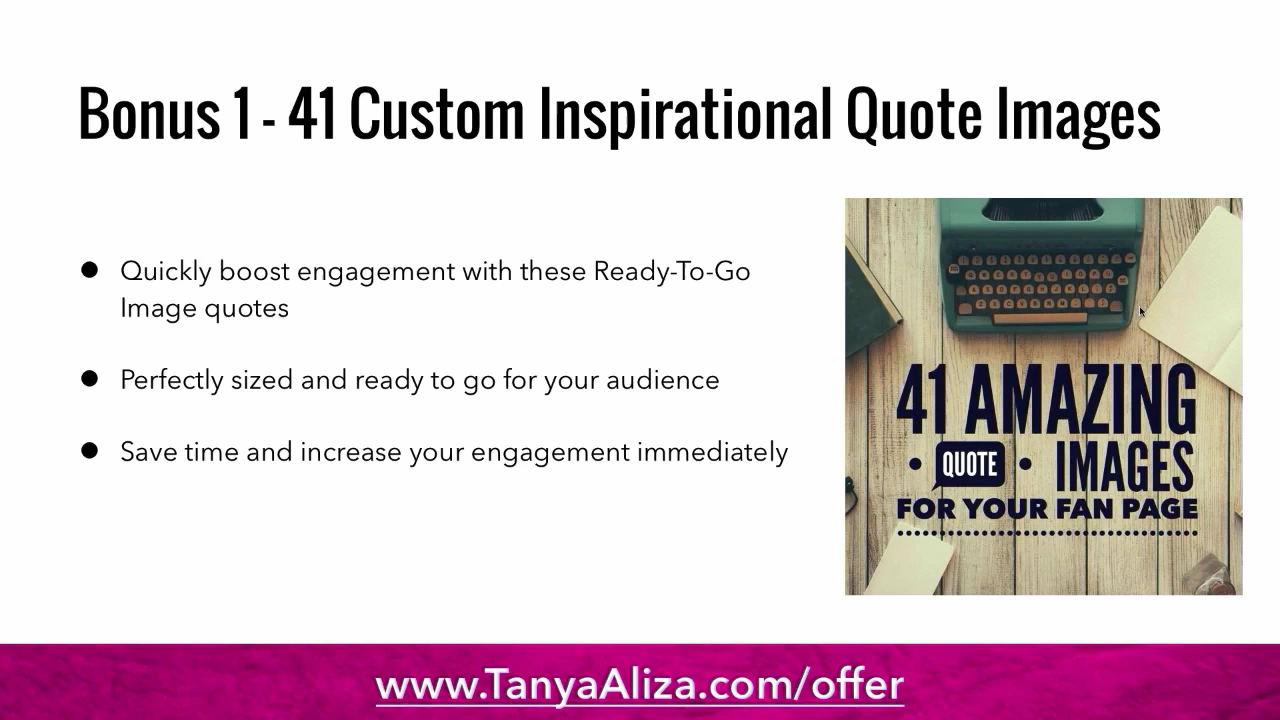 Bonus 1 - 41 Custom Inspirational Quote Images
● Quickly boost engagement with these Ready-To-Go
Image quotes
● Perfectly sized and ready to go for your audience
● Save time and increase your engagement immediately
41 AMAZING
• QUOTE • IMAGES
FOR YOUR FAN PAGE
www.TanyaAliza.com/offer